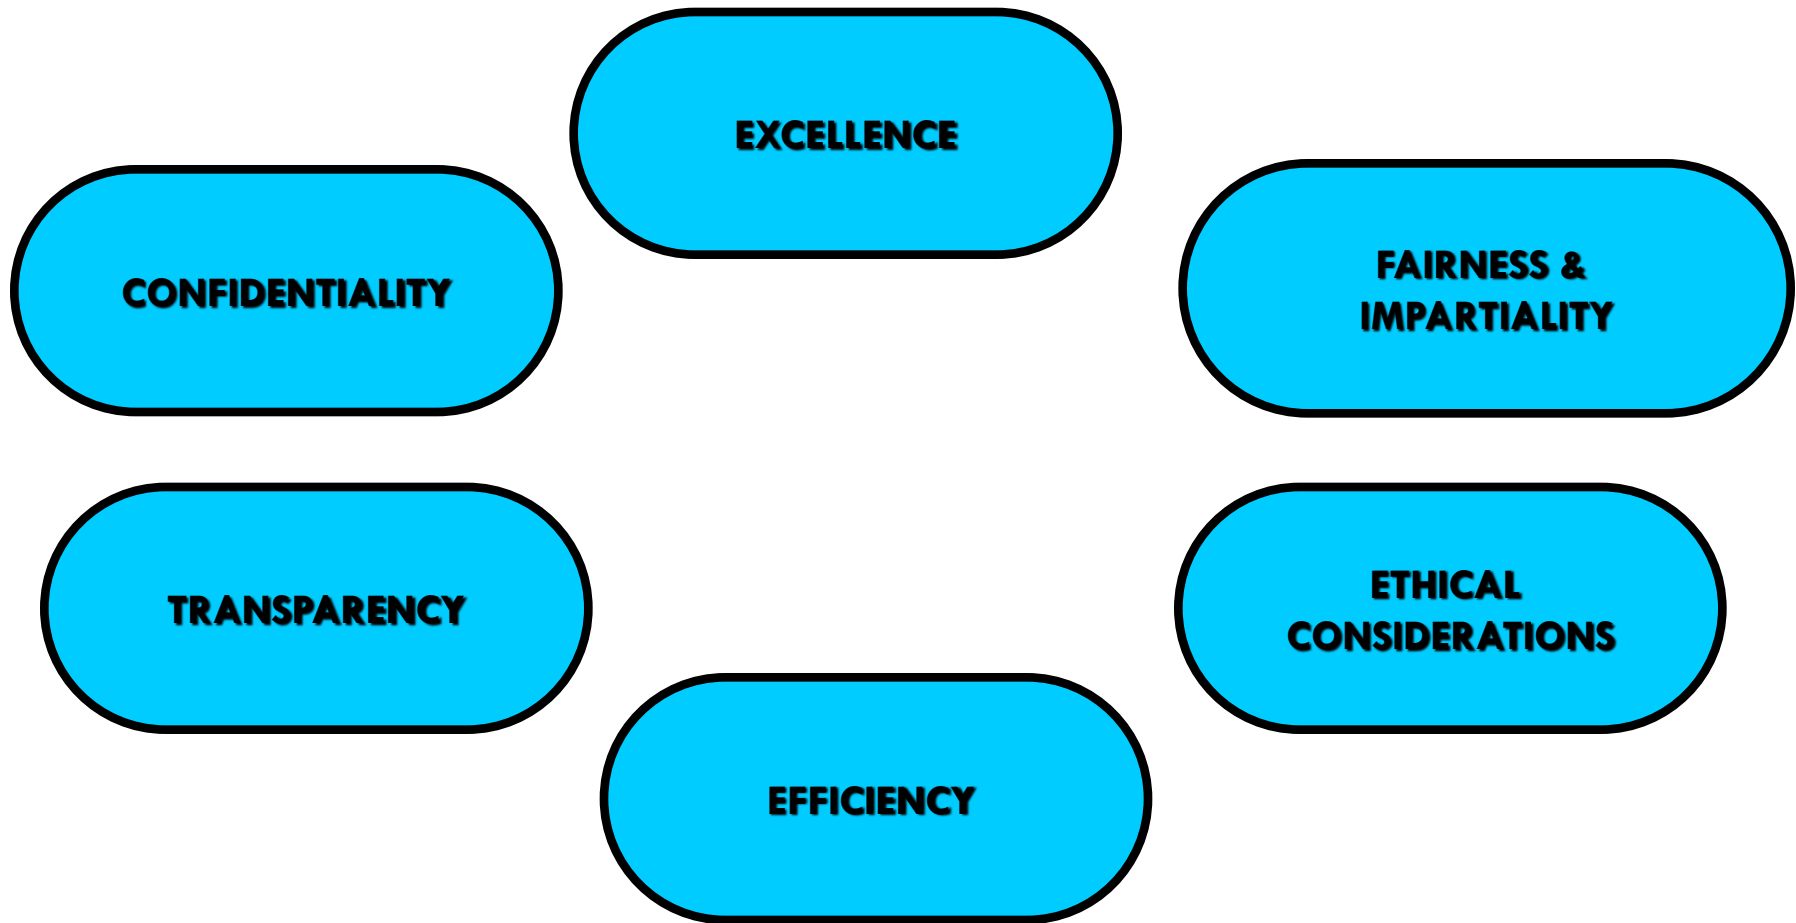 EXCELLENCE
CONFIDENTIALITY
FAIRNESS &
IMPARTIALITY
TRANSPARENCY
ETHICAL
CONSIDERATIONS
EFFICIENCY